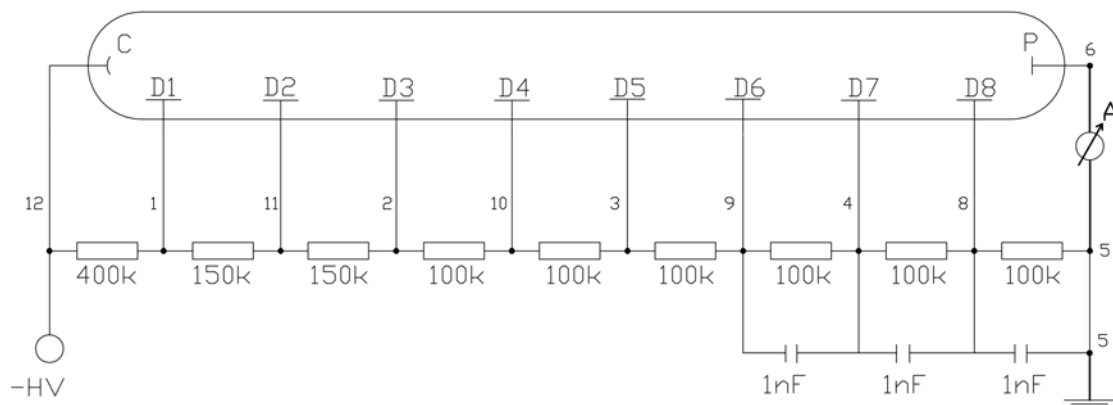 C P 6
D1 D2 D3 D4 D5 D6 D7 D8
A
12 1 11 2 10 3 9 4 8
5
400k 150k 150k 100k 100k 100k 100k 100k 100k
5
-HV 1nF 1nF 1nF